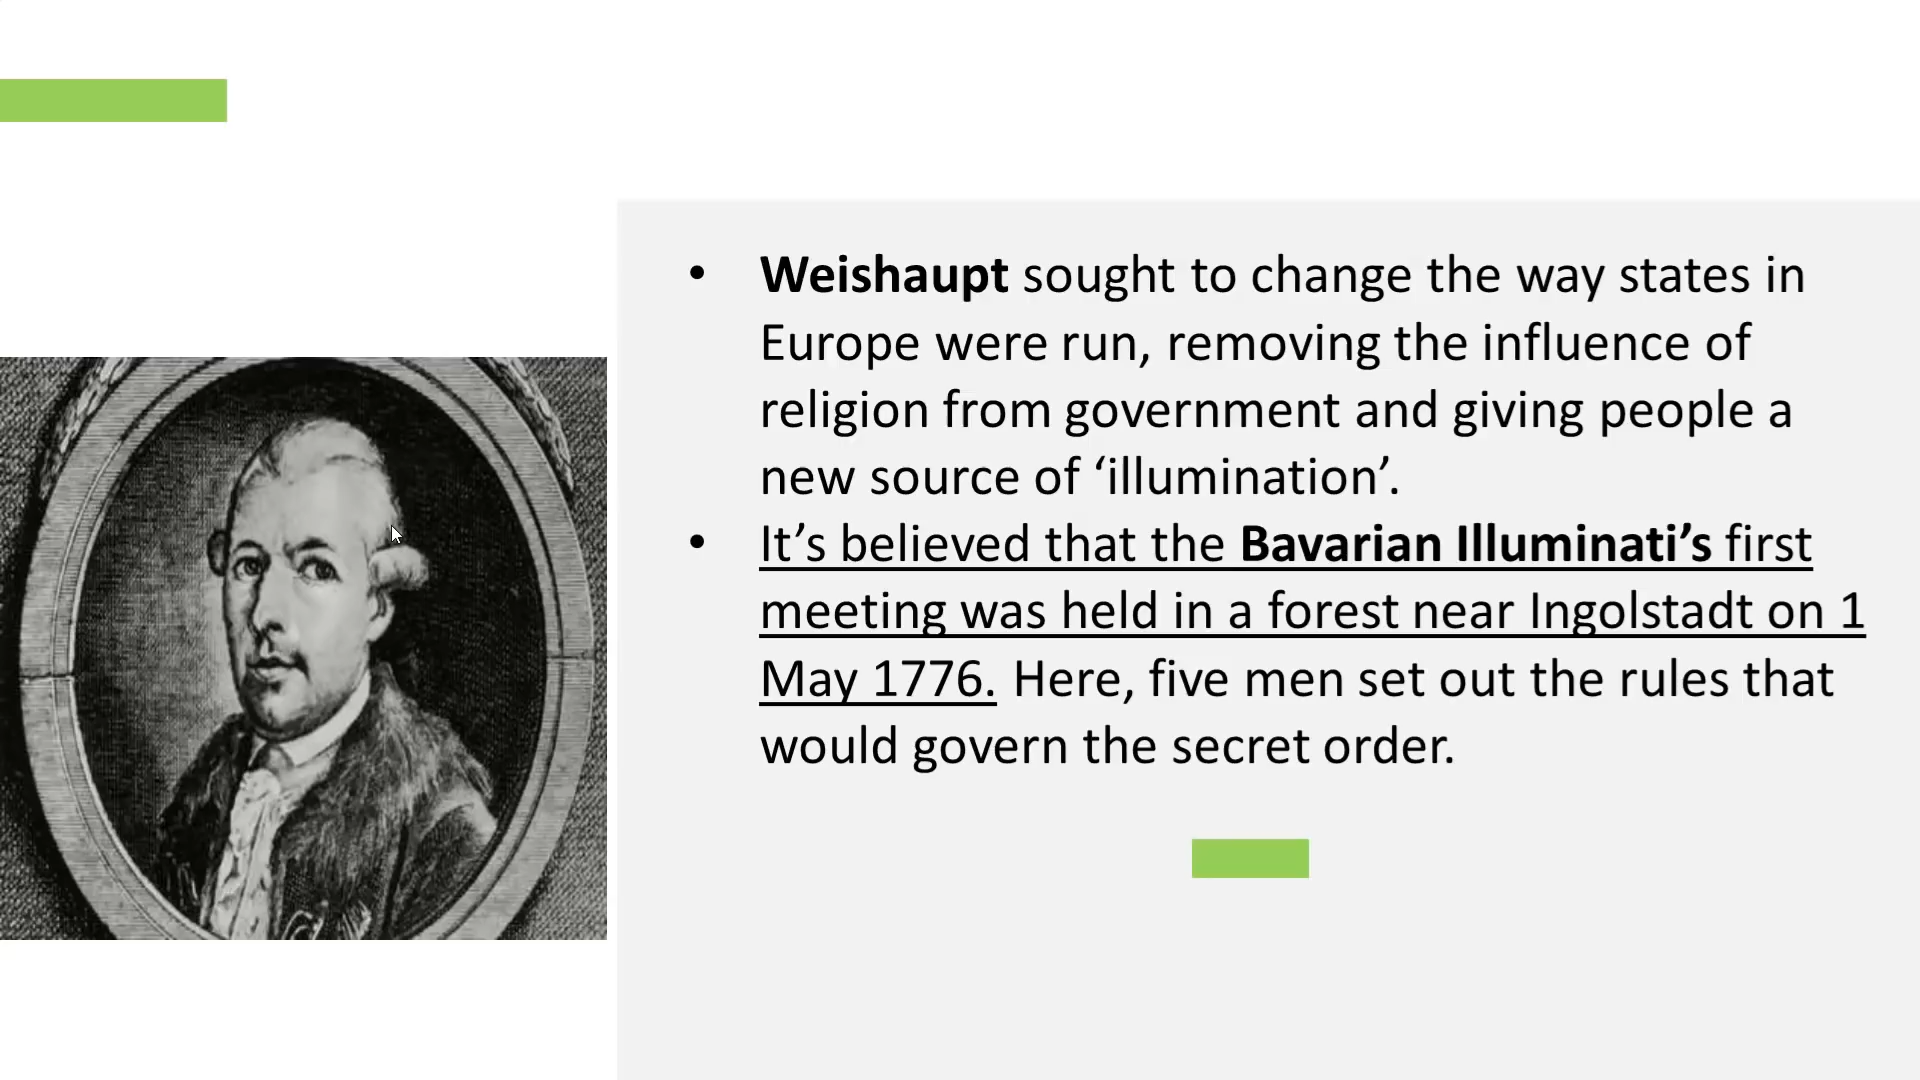 • Weishaupt sought to change the way states in
Europe were run, removing the influence of
religion from government and giving people a
new source of ‘illumination’.
• It’s believed that the Bavarian Illuminati’s first
meeting was held in a forest near Ingolstadt on 1
May 1776. Here, five men set out the rules that
would govern the secret order.